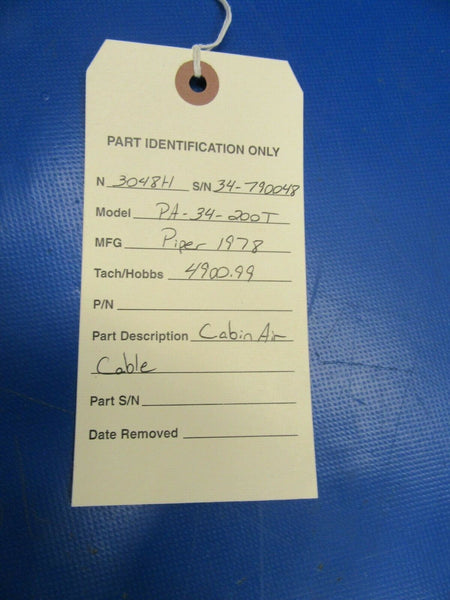 PART IDENTIFICATION ONLY
N 3048H S/N 34-790048
Model PA-34-200T
MFG Piper 1978
Tach/Hobbs 4900.99
P/N
Part Description Cabin Air
Cable
Part S/N
Date Removed